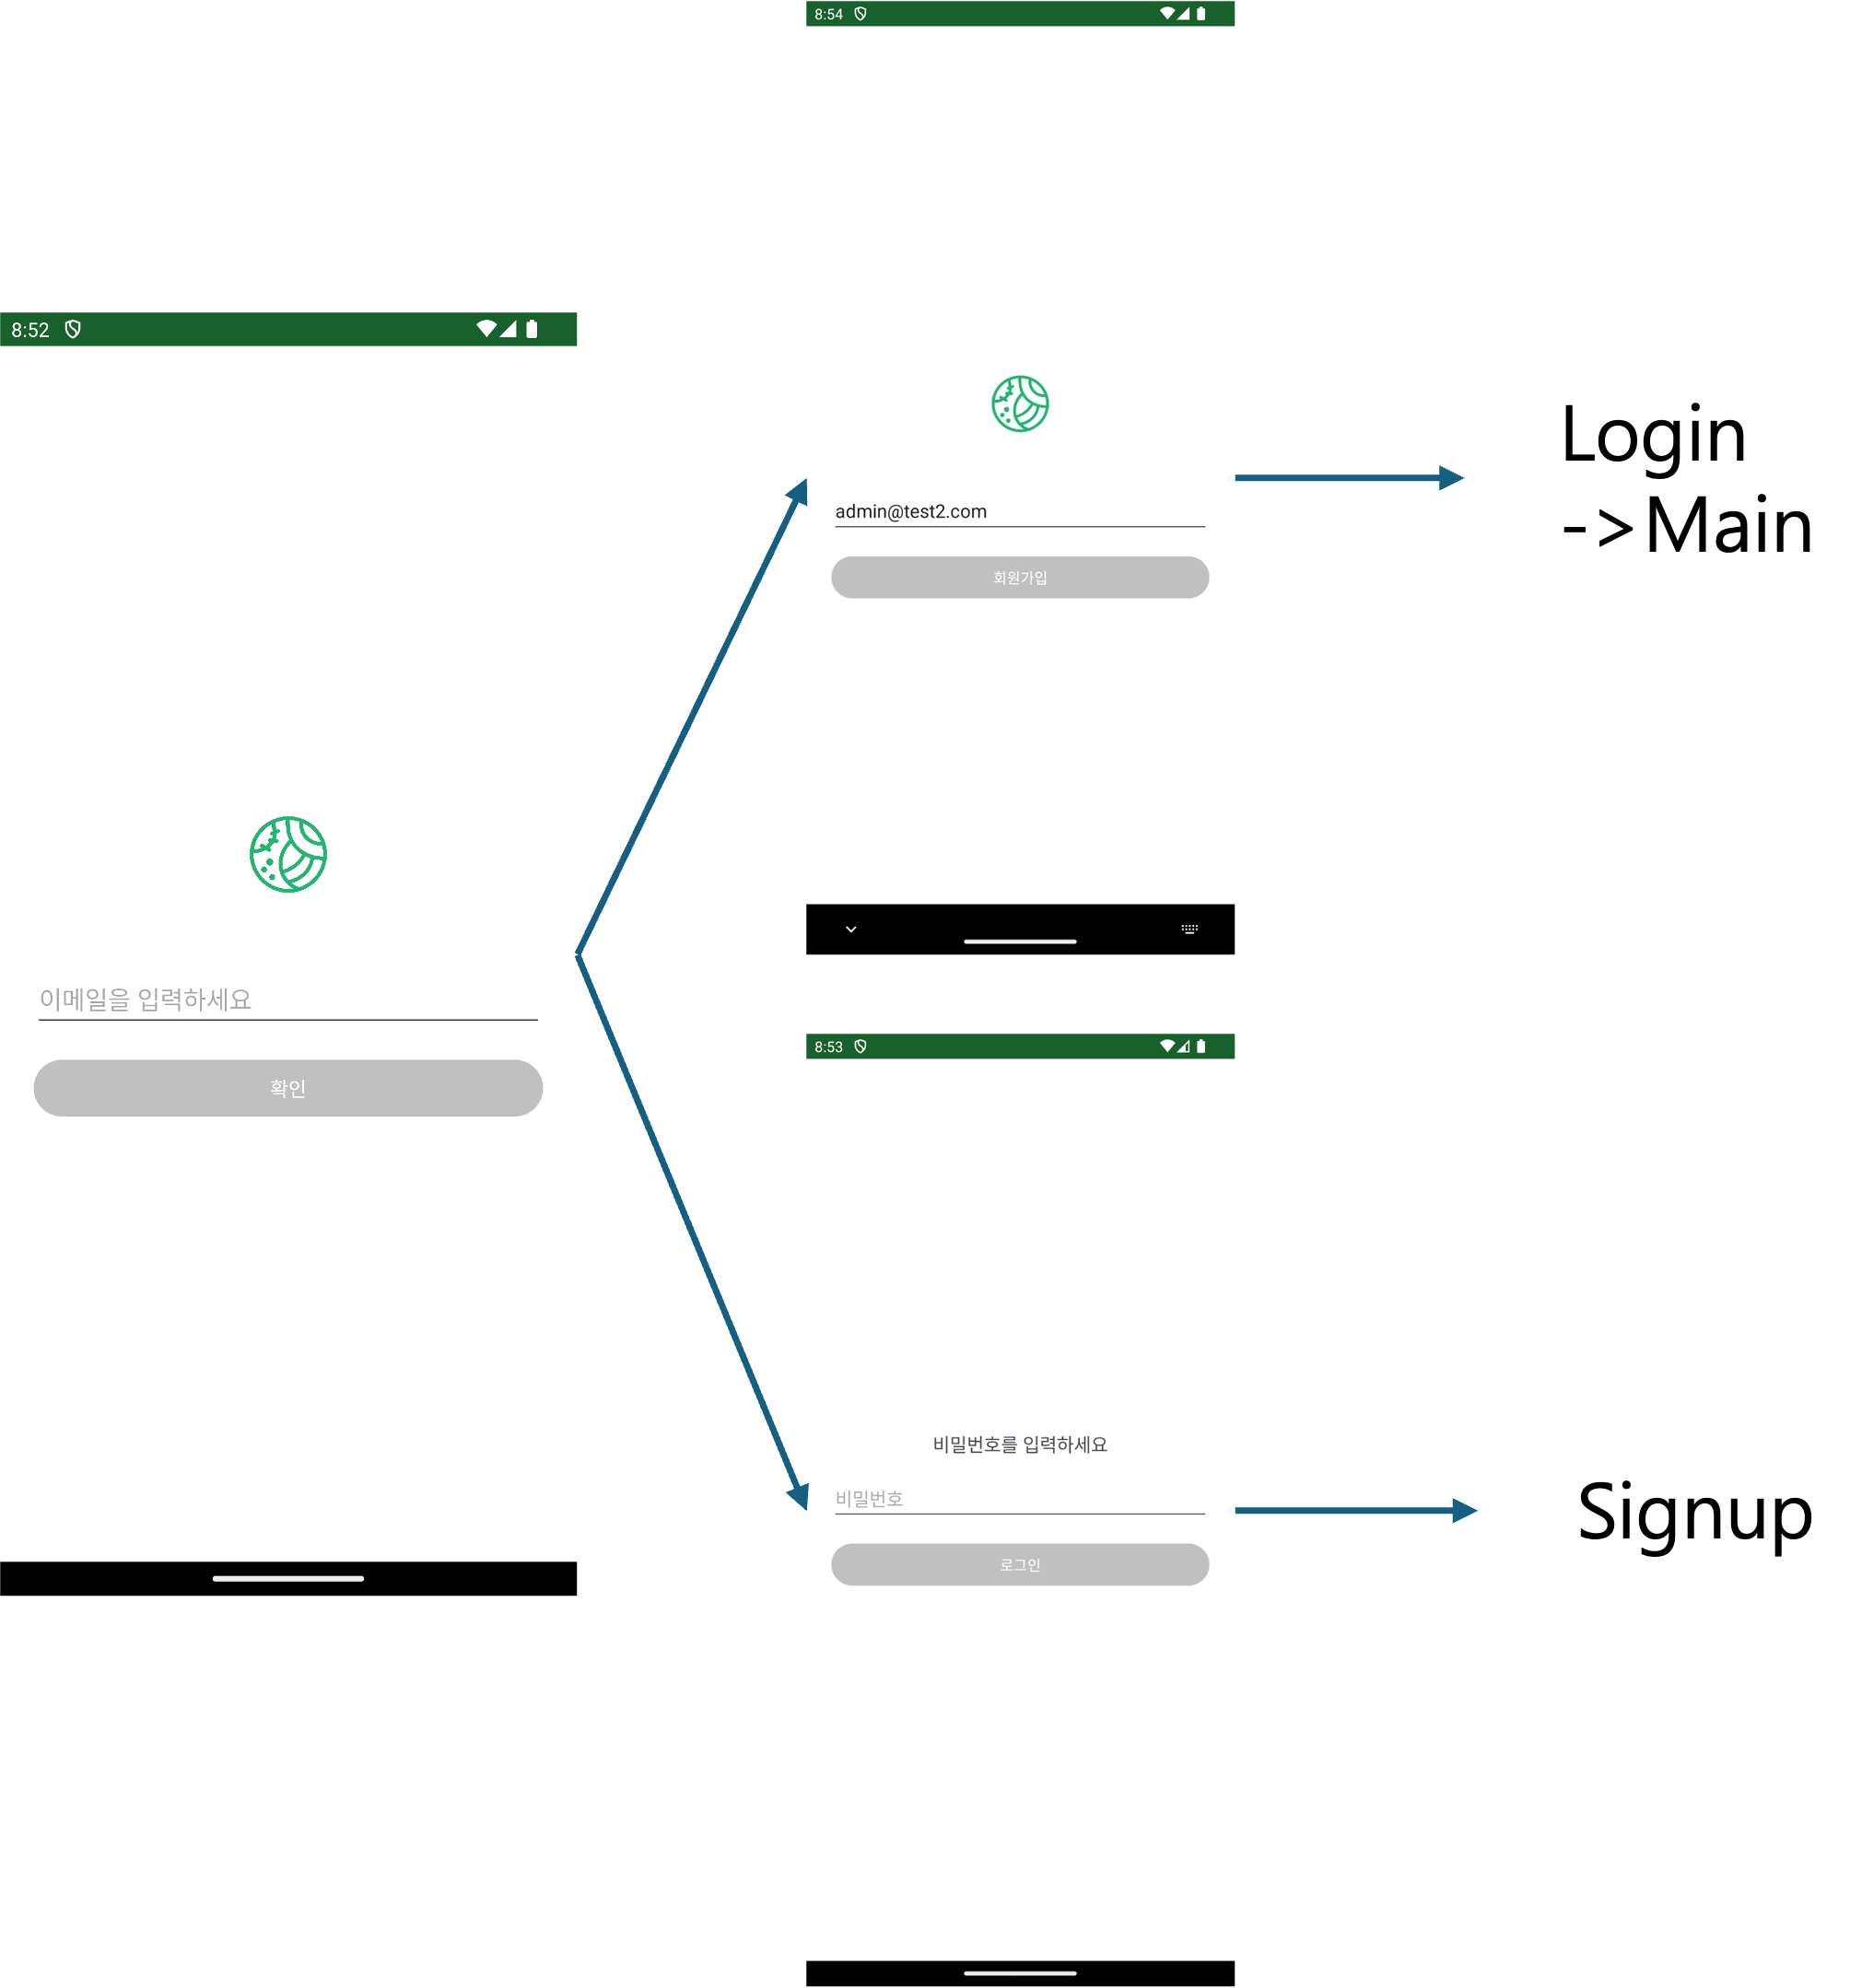 8:52
이메일을 입력하세요
확인
8:54
admin@test2.com
회원가입
Login
->Main
8:53
비밀번호를 입력하세요
비밀번호
로그인
Signup